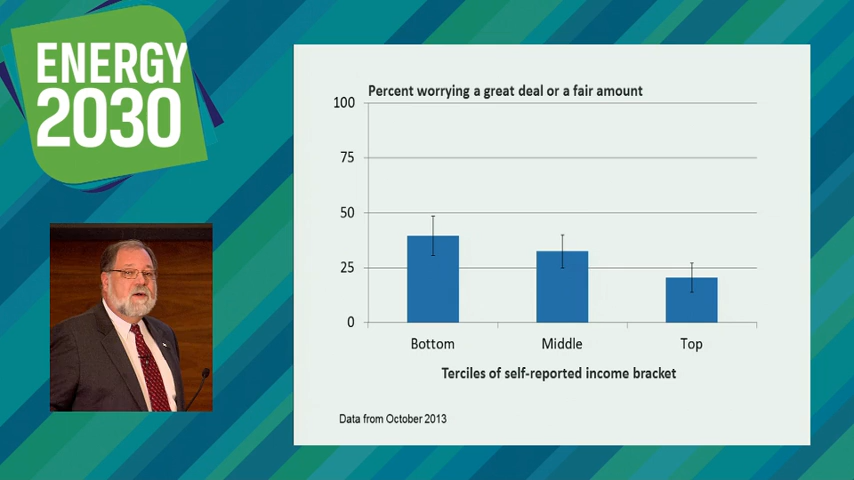 ENERGY
2030
Percent worrying a great deal or a fair amount
100
75
50
25
0
Bottom Middle Top
Terciles of self-reported income bracket
Data from October 2013